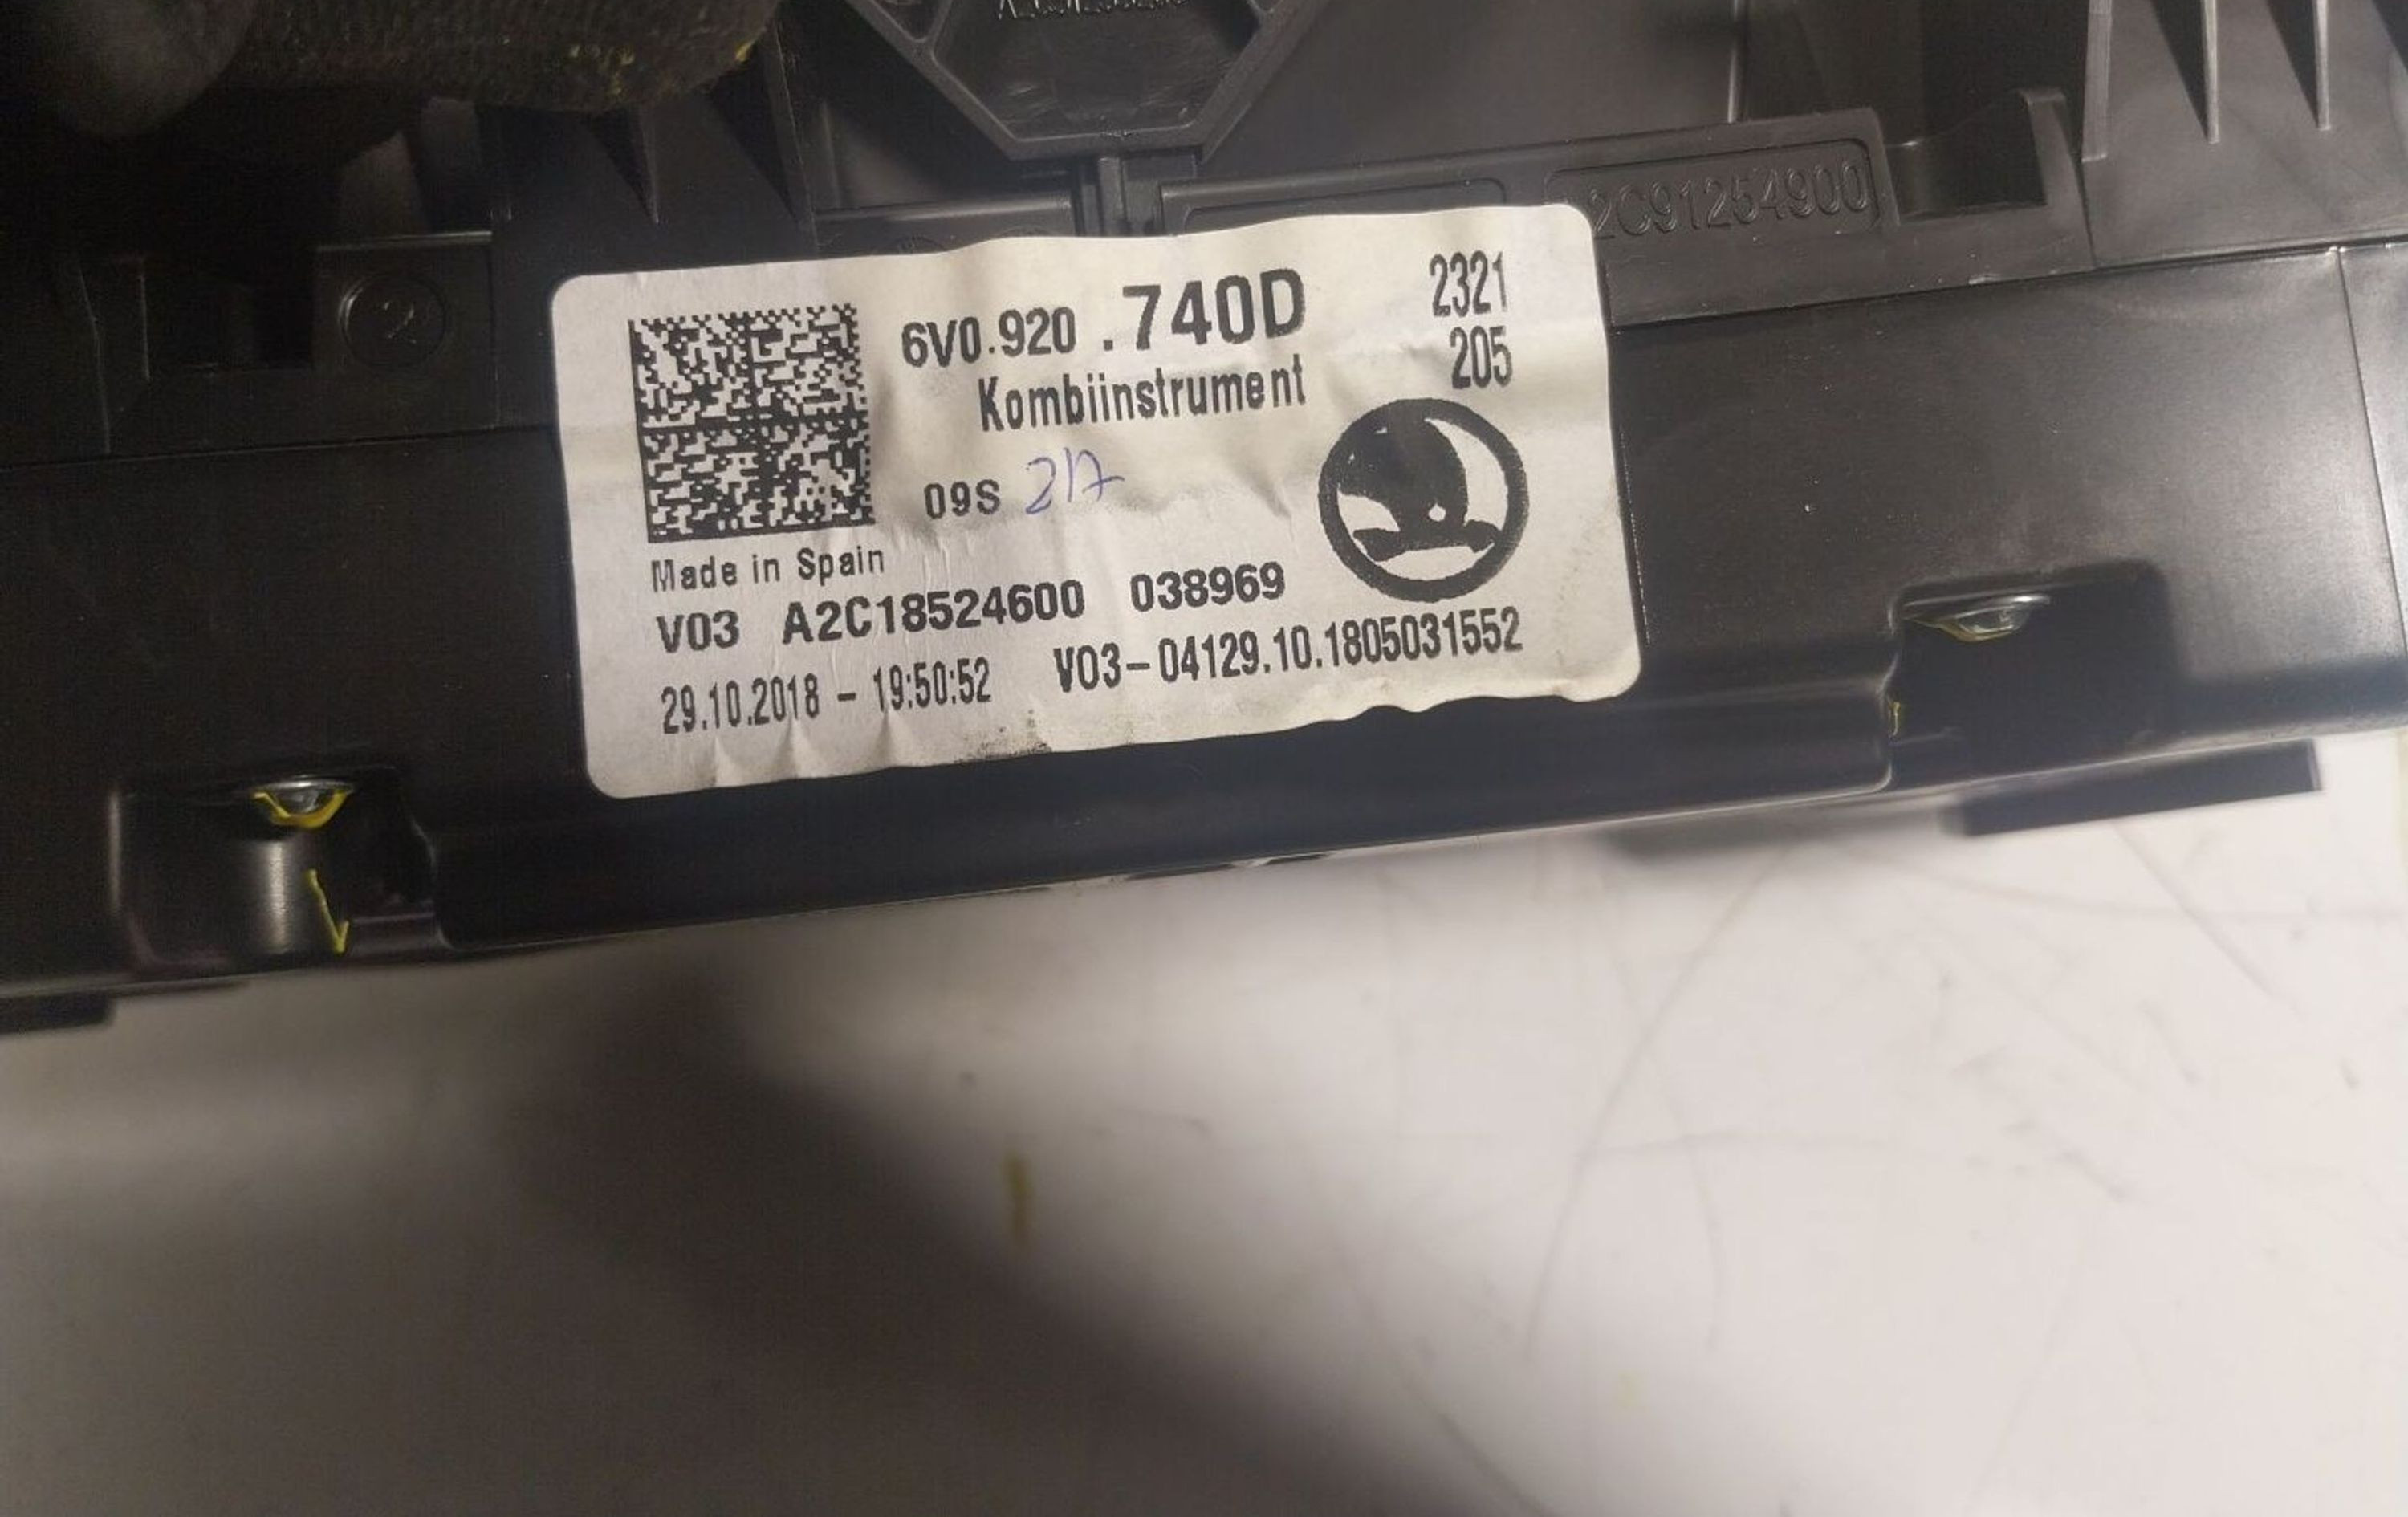 2C91254900
6V0.920 .740D
2321
205
Kombiinstrument
09S 217
Made in Spain
V03 A2C18524600 038969
29.10.2018 - 19:50:52 V03-04129.10.1805031552
2